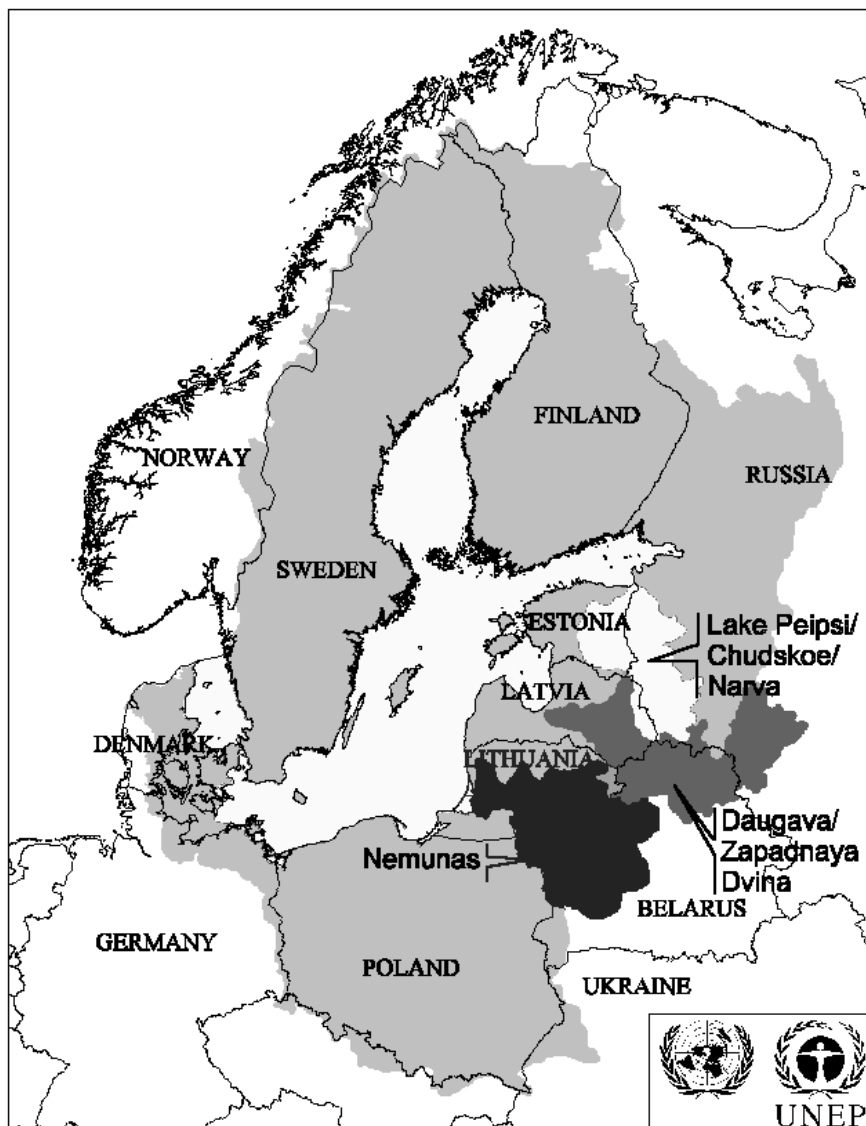 FINLAND
NORWAY
RUSSIA
SWEDEN
ESTONIA
Lake Peipsi/
Chudskoe/
Narva
LATVIA
DENMARK
LITHUANIA
Daugava/
Zapadnaya
Dvina
Nemunas
BELARUS
GERMANY
POLAND
UKRAINE
UNEP